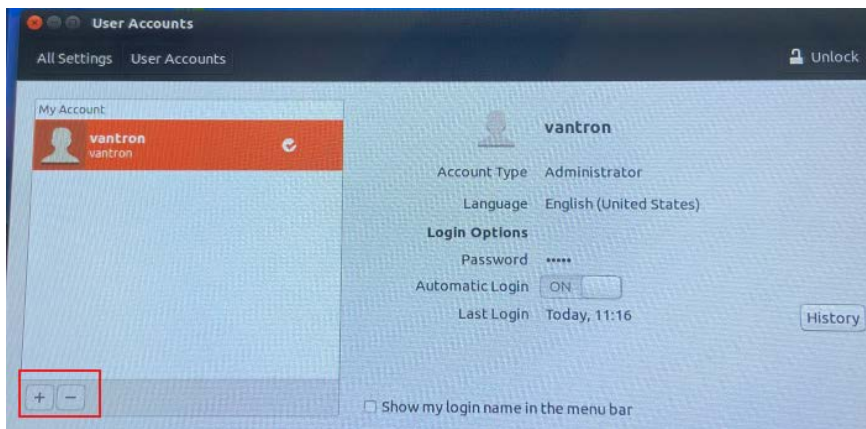 User Accounts
All Settings User Accounts Unlock
My Account
vantron
vantron
vantron
Account Type Administrator
Language English (United States)
Login Options
Password •••••
Automatic Login ON
Last Login Today, 11:16
History
+ −
Show my login name in the menu bar